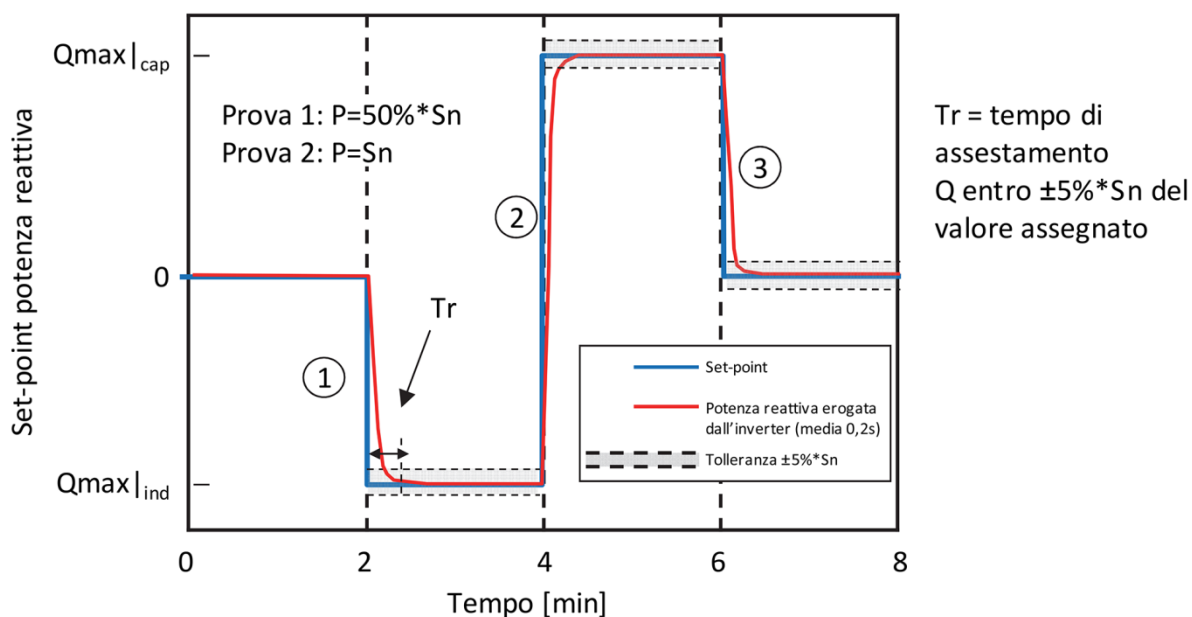 Qmax|cap
Prova 1: P=50%*Sn
Prova 2: P=Sn
Tr = tempo di
assestamento
Q entro ±5%*Sn del
valore assegnato
3
2
Set-point potenza reattiva
0
Tr
1
Set-point
Potenza reattiva erogata
dall'inverter (media 0,2s)
Tolleranza ±5%*Sn
Qmax|ind
0 2 4 6 8
Tempo [min]